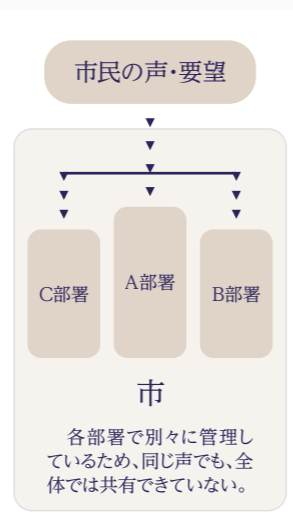 市民の声・要望
C部署
A部署
B部署
市
各部署で別々に管理し
ているため、同じ声でも、全
体では共有できていない。